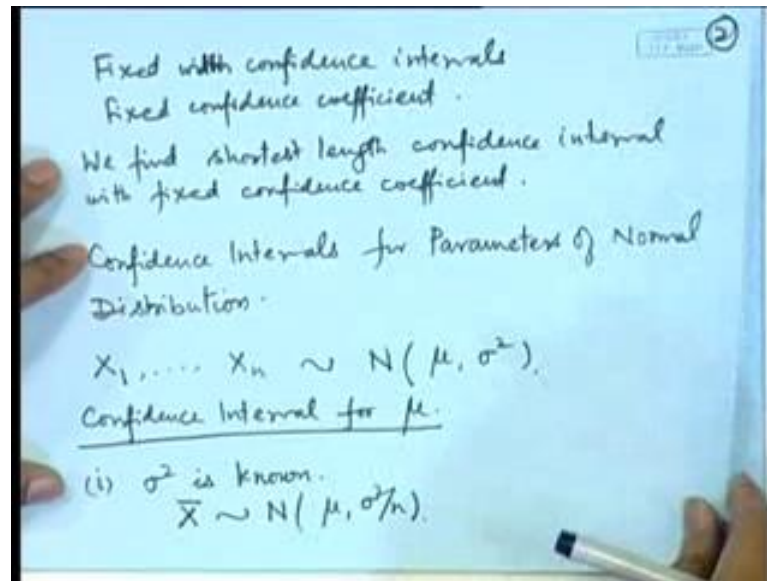 ②
Fixed width confidence intervals
fixed confidence coefficient.
We find shortest length confidence interval
with fixed confidence coefficient.
Confidence Intervals for Parameters of Normal
Distribution.
X₁, .... Xₙ ~ N( μ, σ²).
Confidence Interval for μ.
(i) σ² is known.
X̄ ~ N( μ, σ²/n).